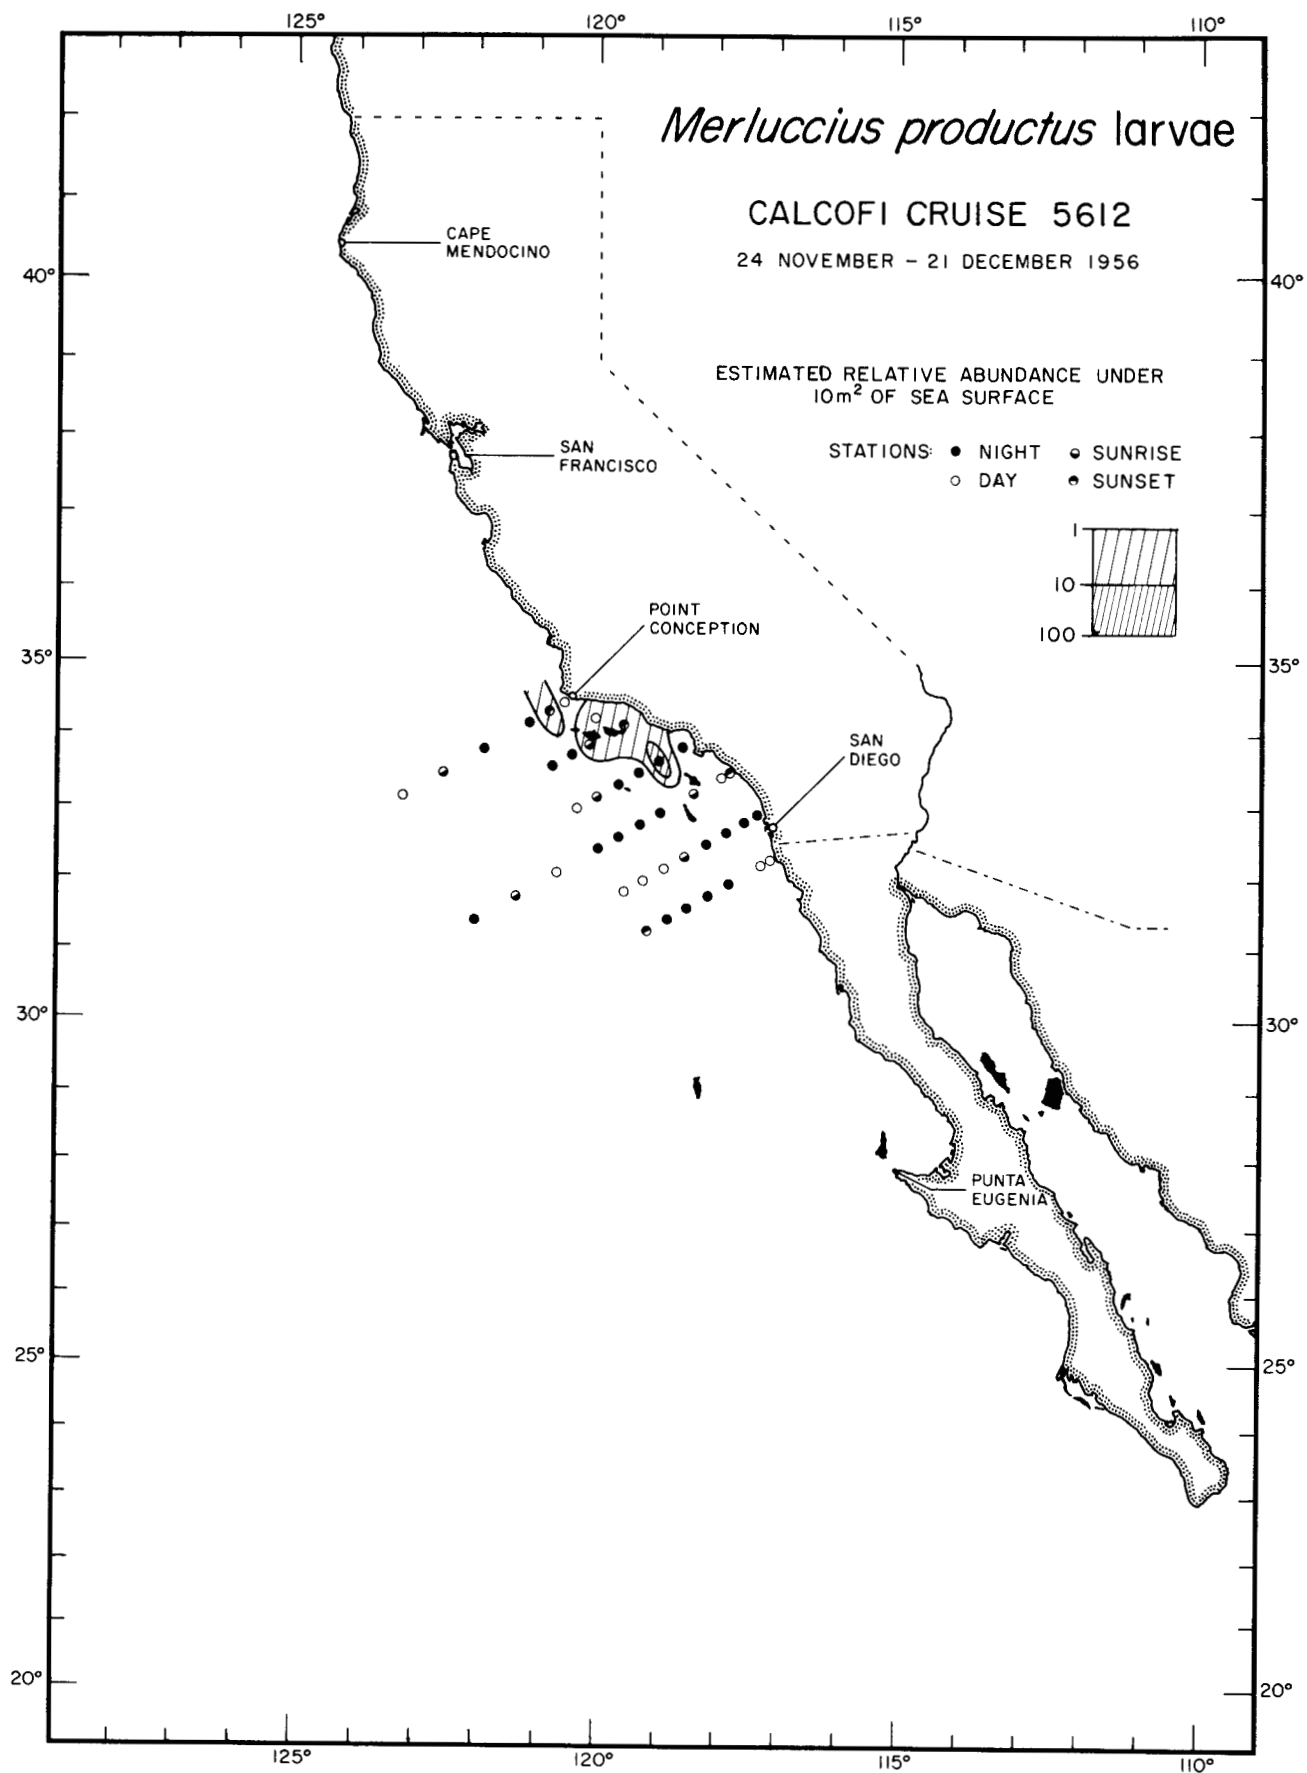 125° 120° 115° 110°
Merluccius productus larvae
CALCOFI CRUISE 5612
24 NOVEMBER – 21 DECEMBER 1956
CAPE
MENDOCINO
40° 40°
ESTIMATED RELATIVE ABUNDANCE UNDER
10m² OF SEA SURFACE
STATIONS: ● NIGHT SUNRISE
○ DAY SUNSET
SAN
FRANCISCO
1
10
100
POINT
CONCEPTION
35° 35°
SAN
DIEGO
30° 30°
PUNTA
EUGENIA
25° 25°
20° 20°
125° 120° 115° 110°